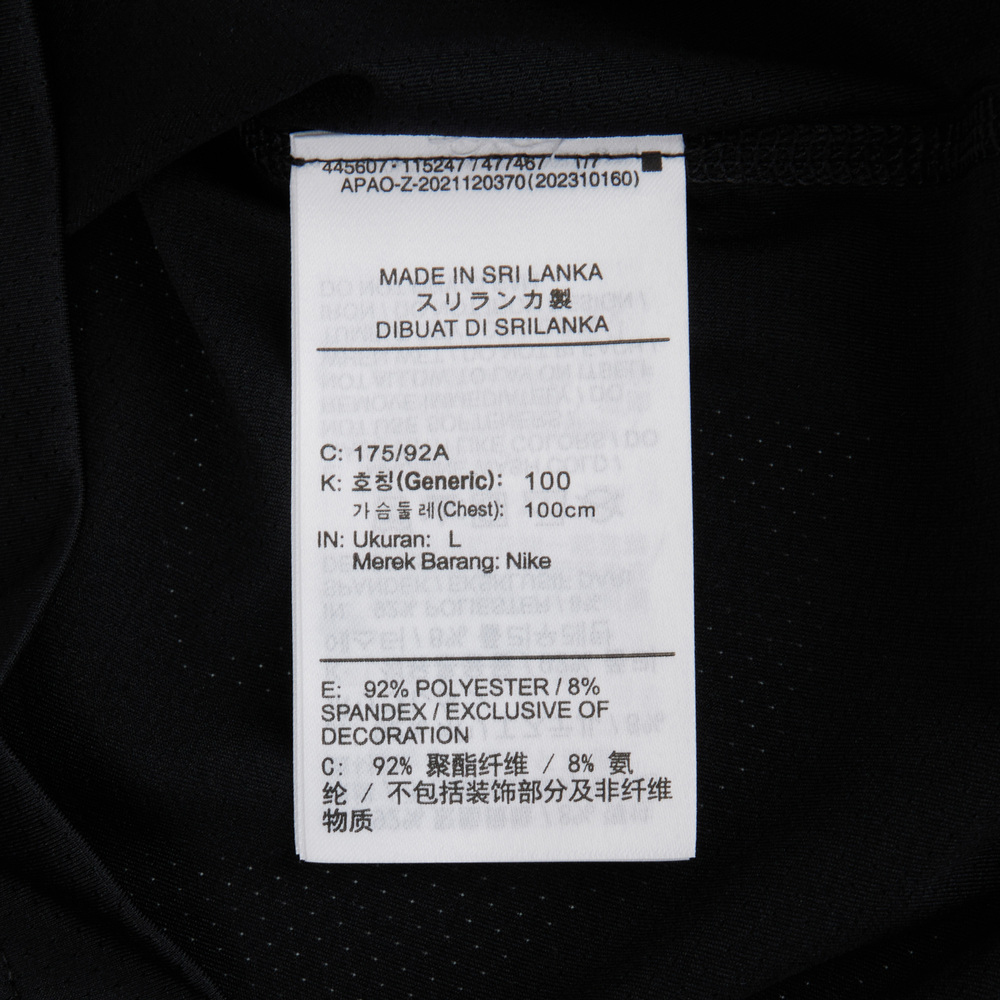 445607 · 115247 7477467 1/7
APAO-Z-2021120370(202310160)
MADE IN SRI LANKA
スリランカ製
DIBUAT DI SRILANKA
C: 175/92A
K: 호칭(Generic): 100
가슴둘레(Chest): 100cm
IN: Ukuran: L
Merek Barang: Nike
E: 92% POLYESTER / 8%
SPANDEX / EXCLUSIVE OF
DECORATION
C: 92% 聚酯纤维 / 8% 氨
纶 / 不包括装饰部分及非纤维
物质